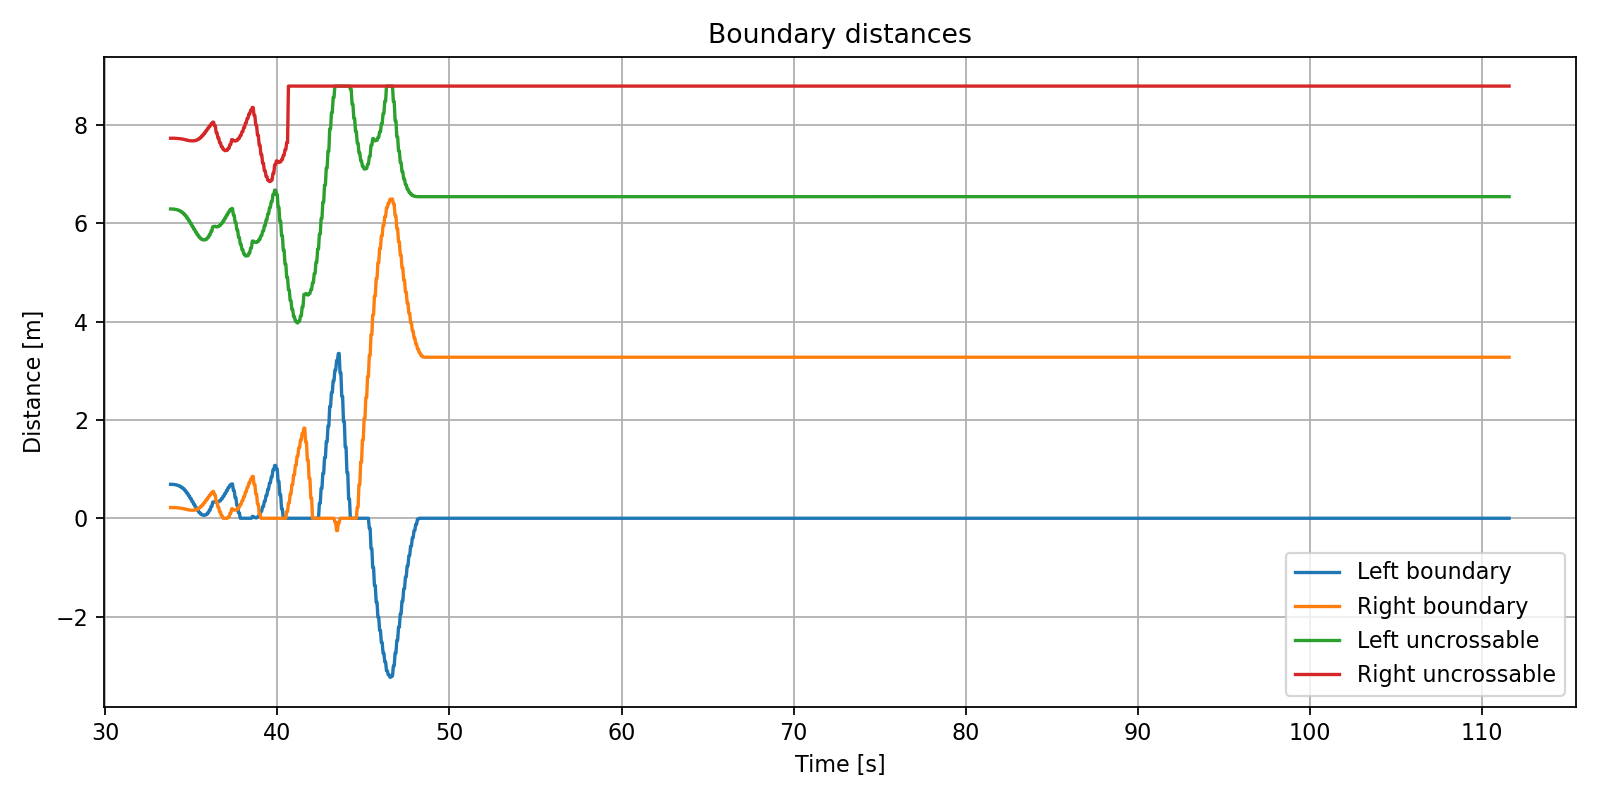 Boundary distances
Distance [m]
8
6
4
2
0
−2
30 40 50 60 70 80 90 100 110
Time [s]
Left boundary
Right boundary
Left uncrossable
Right uncrossable